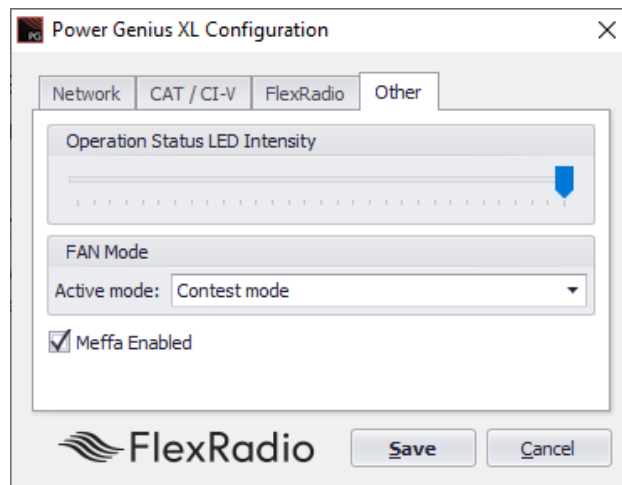 PG
Power Genius XL Configuration
Network CAT / CI-V FlexRadio Other
Operation Status LED Intensity
FAN Mode
Active mode: Contest mode
Meffa Enabled
FlexRadio Save Cancel